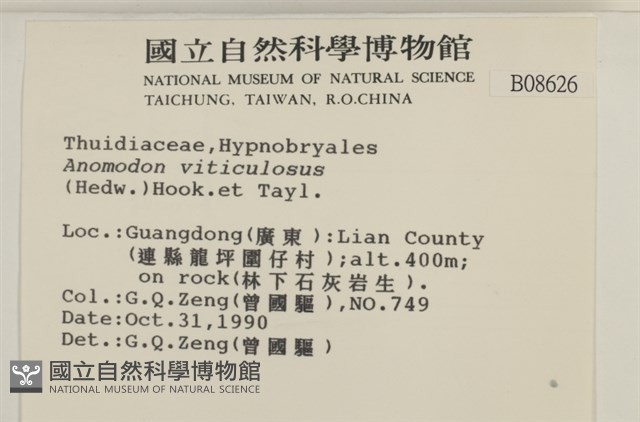 國立自然科學博物館
NATIONAL MUSEUM OF NATURAL SCIENCE
TAICHUNG, TAIWAN, R.O.CHINA
B08626
Thuidiaceae,Hypnobryales
Anomodon viticulosus
(Hedw.)Hook.et Tayl.
Loc.:Guangdong(廣東):Lian County
(連縣龍坪圍仔村);alt.400m;
on rock(林下石灰岩生).
Col.:G.Q.Zeng(曾國驅),NO.749
Date:Oct.31,1990
Det.:G.Q.Zeng(曾國驅)
國立自然科學博物館
NATIONAL MUSEUM OF NATURAL SCIENCE